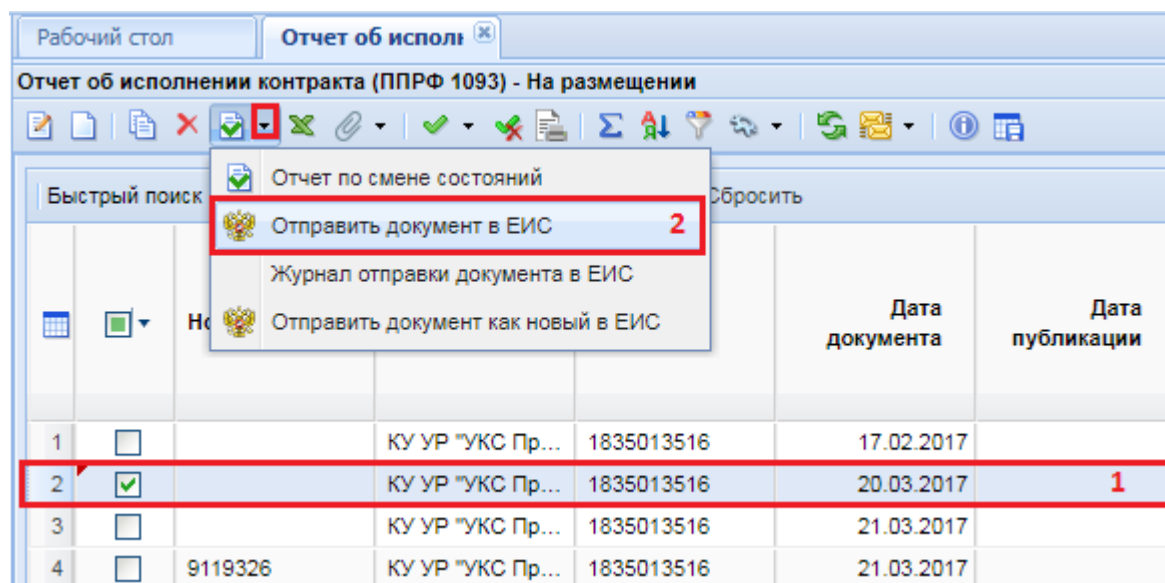 Рабочий стол Отчет об исполн
Отчет об исполнении контракта (ППРФ 1093) - На размещении
Быстрый поиск Сбросить
Отчет по смене состояний
Отправить документ в ЕИС 2
Журнал отправки документа в ЕИС
Отправить документ как новый в ЕИС
Дата документа Дата публикации
1 КУ УР "УКС Пр... 1835013516 17.02.2017
2 КУ УР "УКС Пр... 1835013516 20.03.2017 1
3 КУ УР "УКС Пр... 1835013516 21.03.2017
4 9119326 КУ УР "УКС Пр... 1835013516 21.03.2017